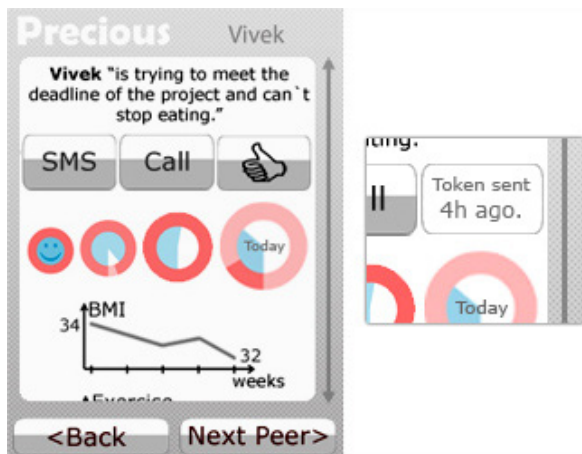 Precious
Vivek
Vivek “is trying to meet the
deadline of the project and can`t
stop eating.”
SMS
Call
Today
BMI
34
32
weeks
Exercise
<Back
Next Peer>
ting.
ll
Token sent
4h ago.
Today